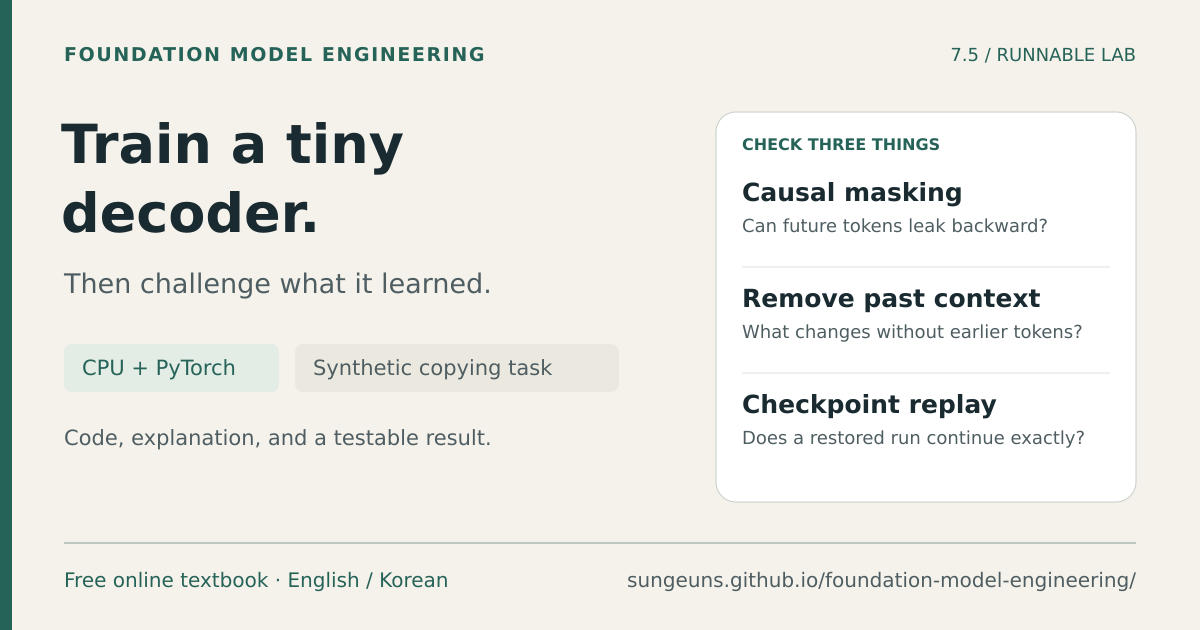 FOUNDATION MODEL ENGINEERING
7.5 / RUNNABLE LAB
Train a tiny
decoder.
Then challenge what it learned.
CPU + PyTorch
Synthetic copying task
Code, explanation, and a testable result.
CHECK THREE THINGS
Causal masking
Can future tokens leak backward?
Remove past context
What changes without earlier tokens?
Checkpoint replay
Does a restored run continue exactly?
Free online textbook · English / Korean
sungeuns.github.io/foundation-model-engineering/